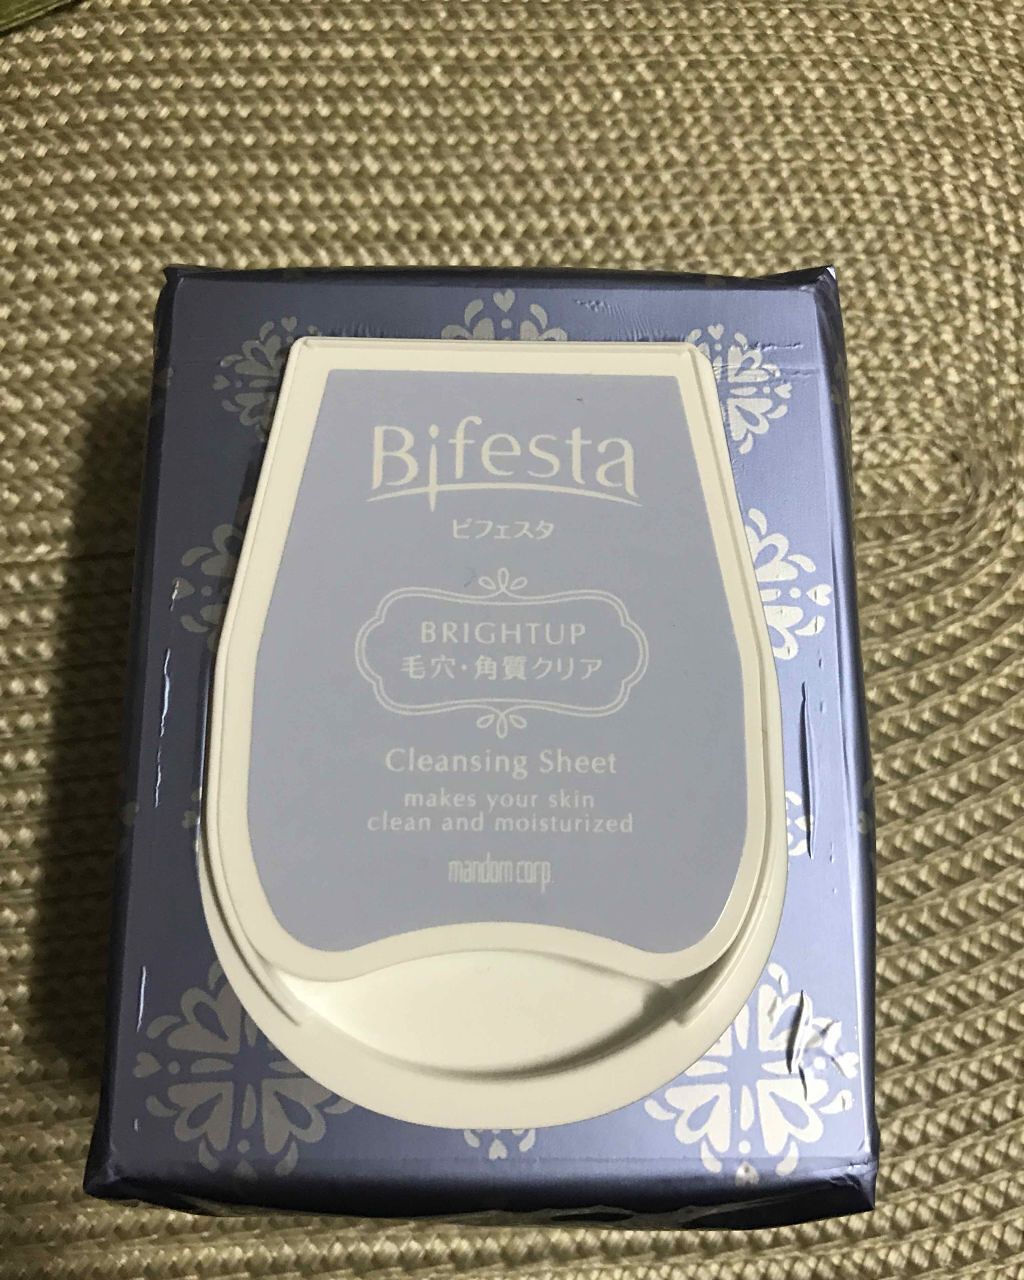 Bifesta
ビフェスタ
BRIGHTUP
毛穴・角質クリア
Cleansing Sheet
makes your skin
clean and moisturized
mandom corp.